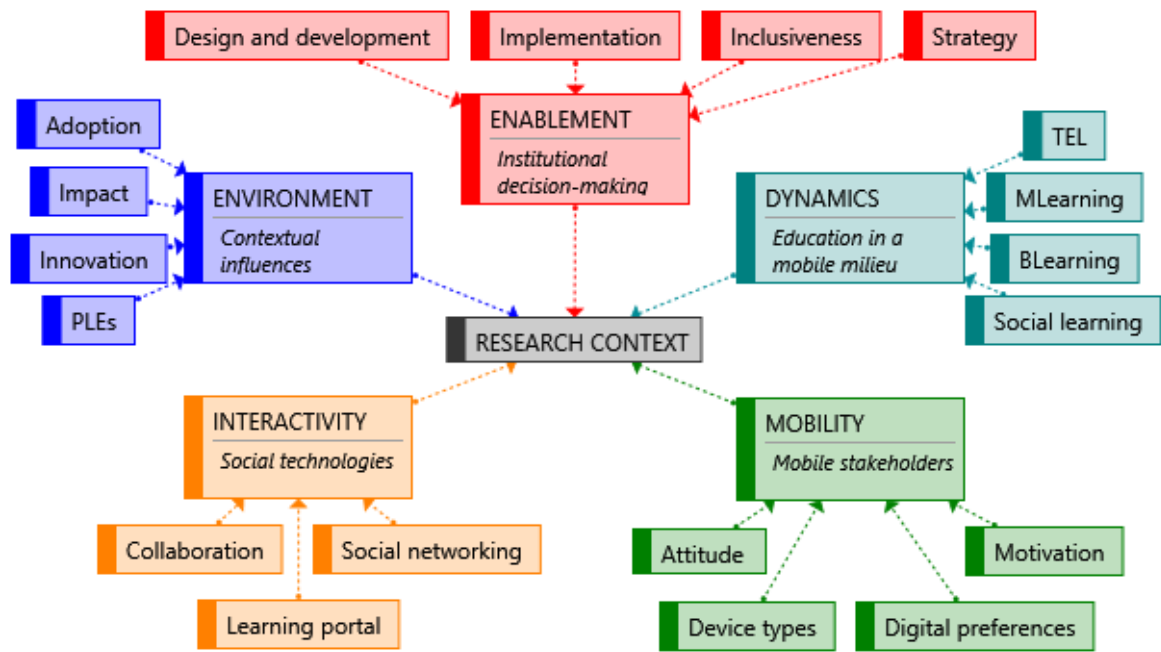 Design and development
Implementation
Inclusiveness
Strategy
ENABLEMENT
Institutional
decision-making
Adoption
Impact
Innovation
PLEs
ENVIRONMENT
Contextual
influences
DYNAMICS
Education in a
mobile milieu
TEL
MLearning
BLearning
Social learning
RESEARCH CONTEXT
INTERACTIVITY
Social technologies
Collaboration
Social networking
Learning portal
MOBILITY
Mobile stakeholders
Attitude
Motivation
Device types
Digital preferences